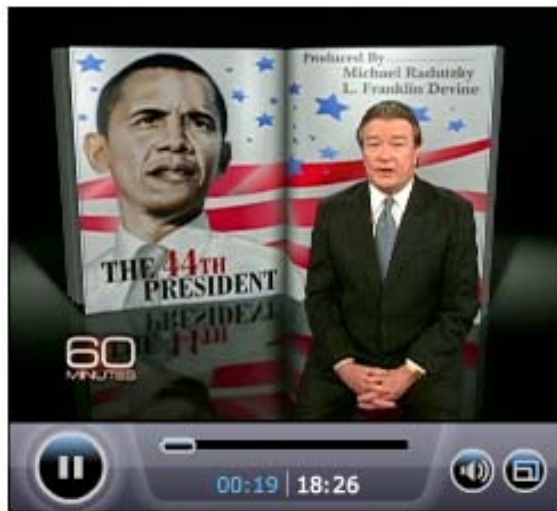 Produced By
Michael Radutzky
L. Franklin Devine
THE 44TH
PRESIDENT
60
MINUTES
00:19 | 18:26